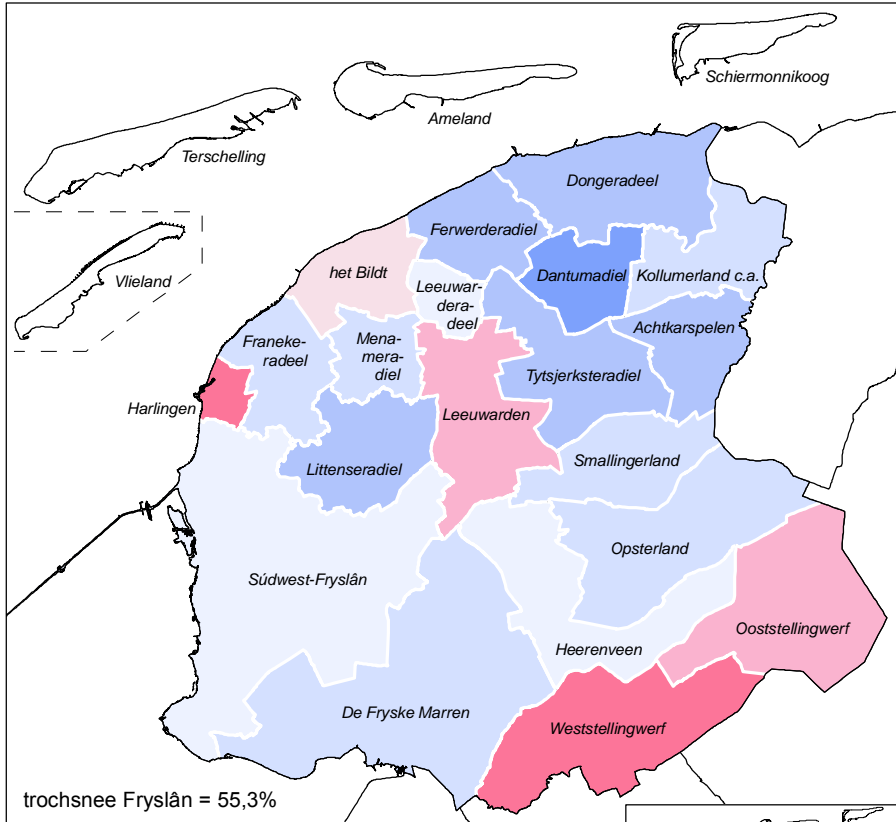 Schiermonnikoog
Ameland
Terschelling
Dongeradeel
Ferwerderadiel
Vlieland
het Bildt
Leeuwar-
dera-
deel
Dantumadiel
Kollumerland c.a.
Achtkarspelen
Franeke-
radeel
Mena-
mera-
diel
Tytsjerksteradiel
Harlingen
Leeuwarden
Littenseradiel
Smallingerland
Opsterland
Súdwest-Fryslân
Ooststellingwerf
Heerenveen
De Fryske Marren
Weststellingwerf
trochsnee Fryslân = 55,3%